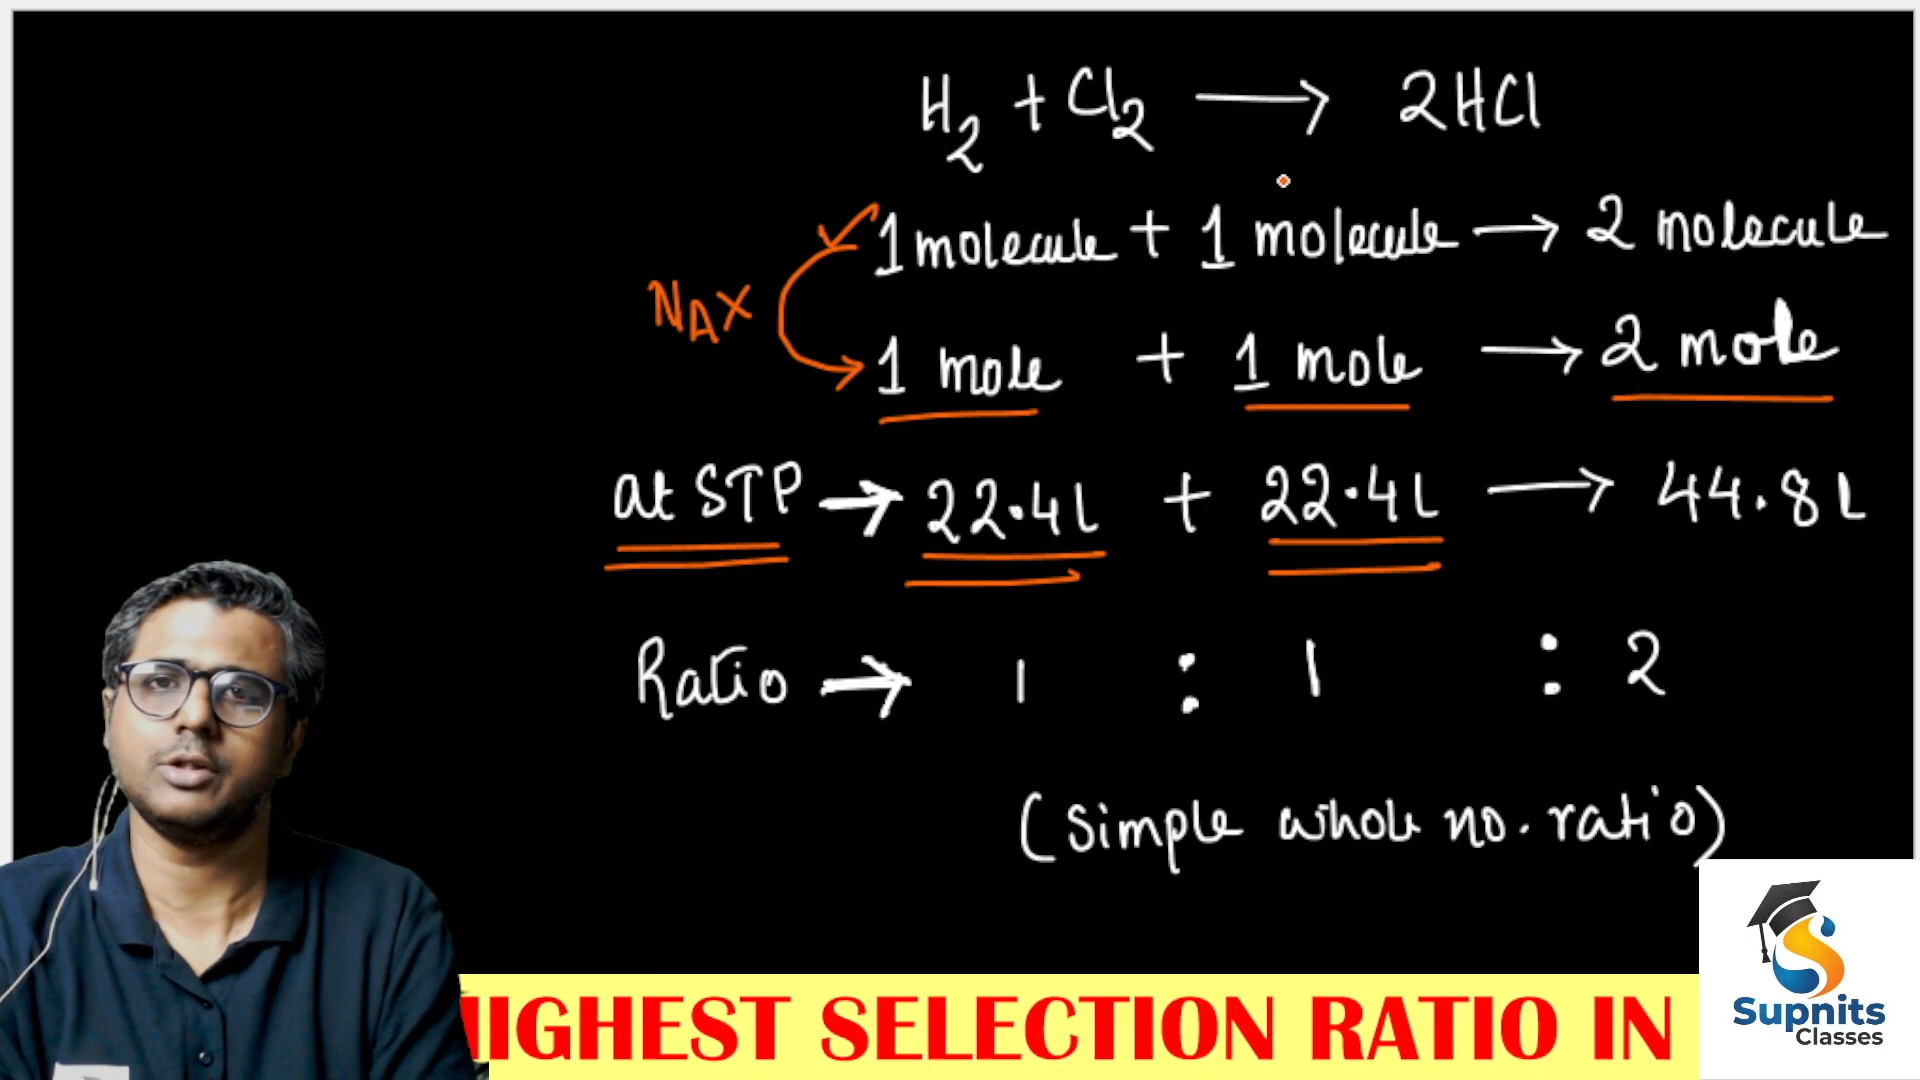 H₂ + Cl₂ → 2HCl
1 molecule + 1 molecule → 2 molecule
NA×
1 mole + 1 mole → 2 mole
at STP → 22.4L + 22.4L → 44.8L
Ratio → 1 : 1 : 2
(Simple whole no. ratio)
HIGHEST SELECTION RATIO IN
Supnits
Classes